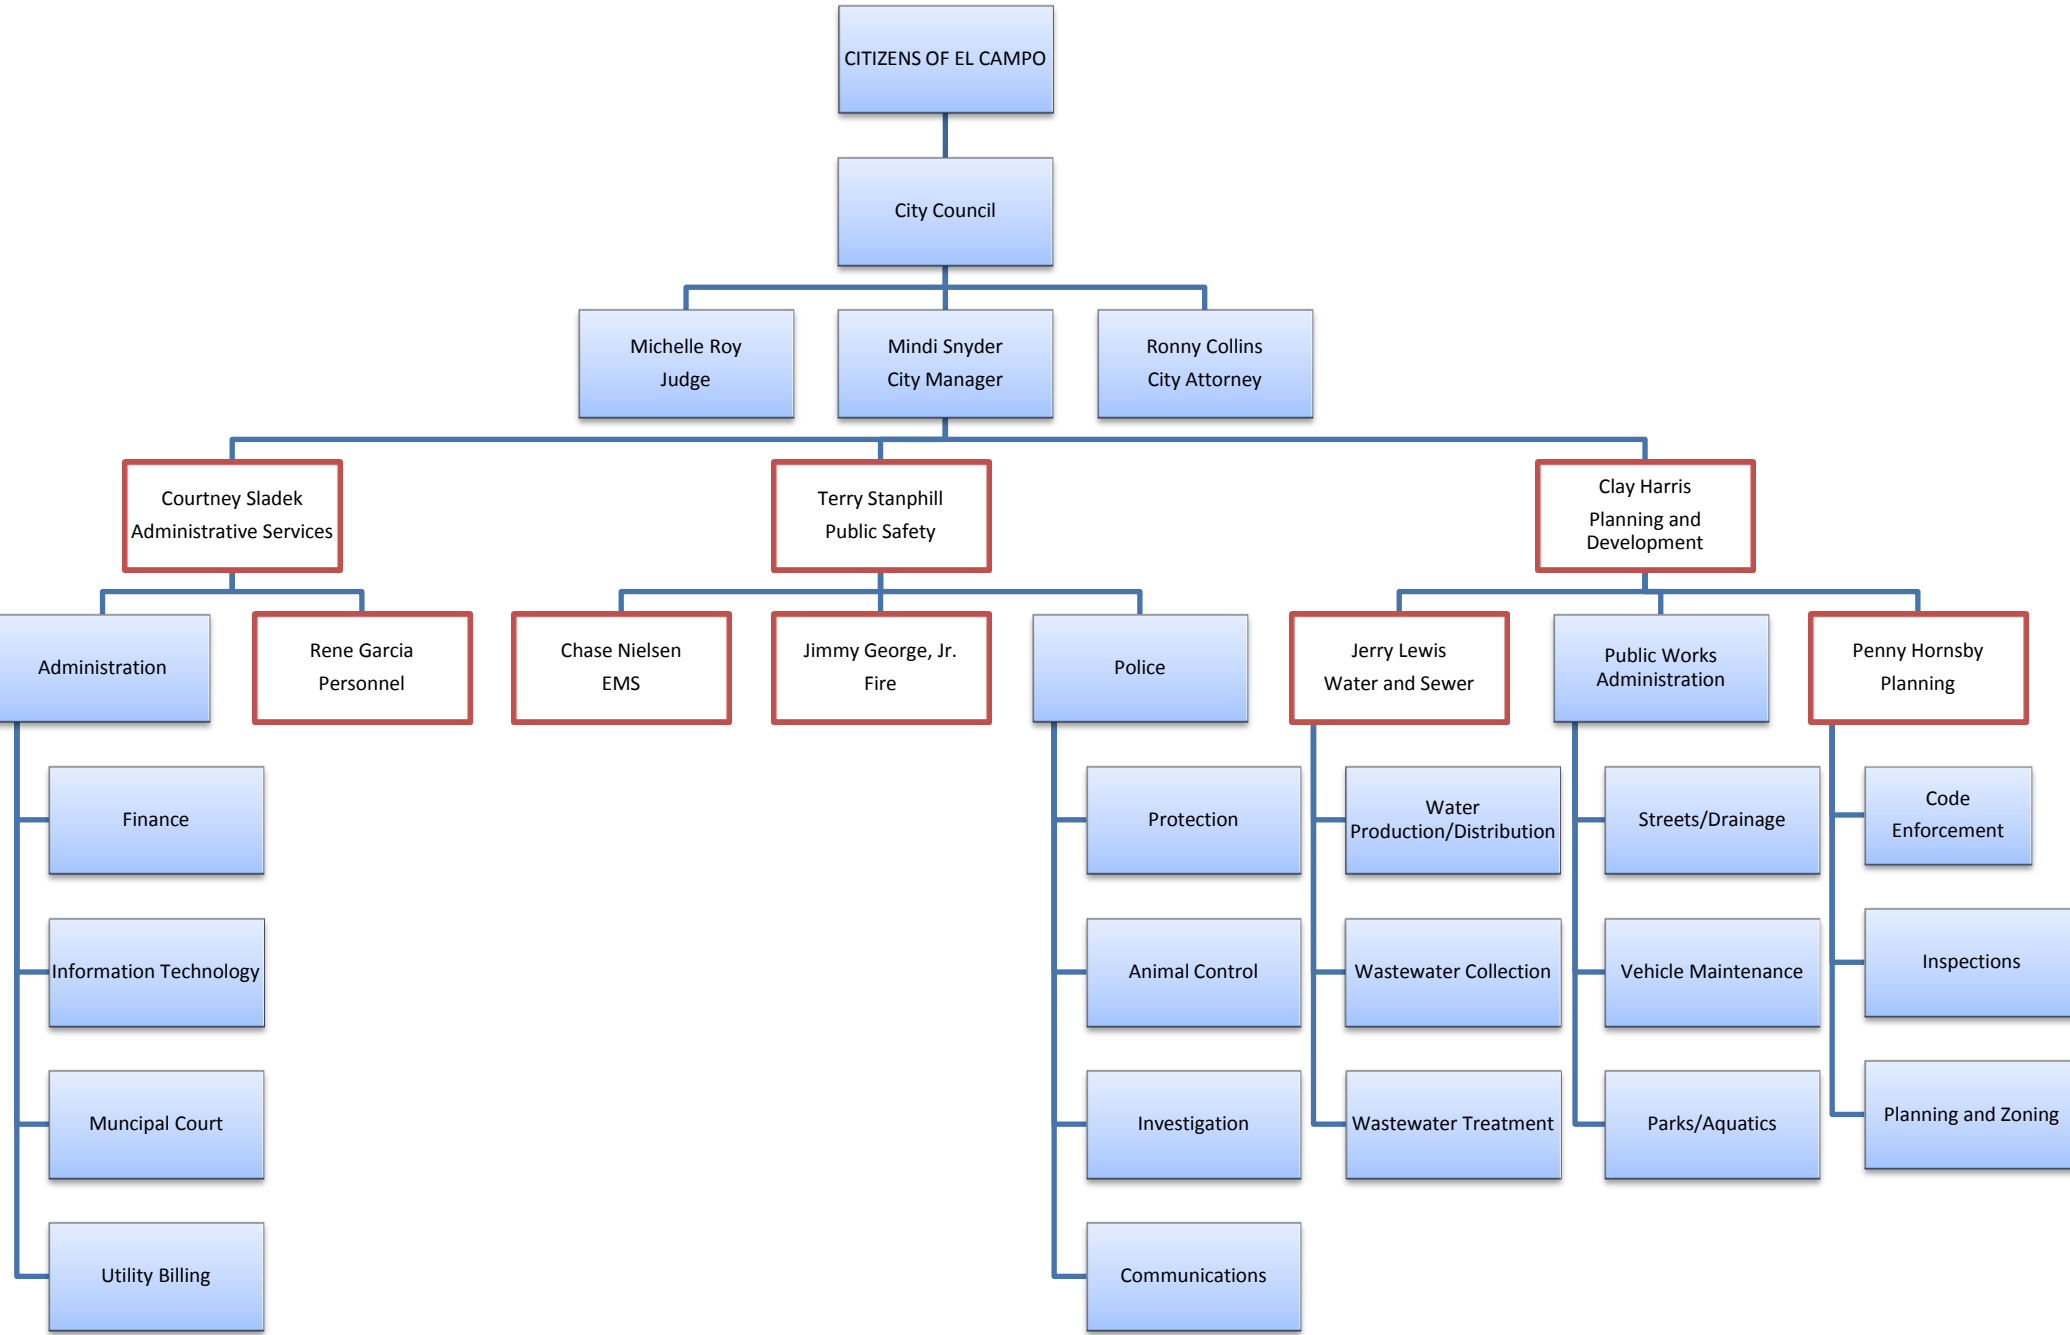 CITIZENS OF EL CAMPO
City Council
Michelle Roy
Judge
Mindi Snyder
City Manager
Ronny Collins
City Attorney
Courtney Sladek
Administrative Services
Terry Stanphill
Public Safety
Clay Harris
Planning and
Development
Administration
Rene Garcia
Personnel
Chase Nielsen
EMS
Jimmy George, Jr.
Fire
Police
Jerry Lewis
Water and Sewer
Public Works
Administration
Penny Hornsby
Planning
Finance
Information Technology
Muncipal Court
Utility Billing
Protection
Animal Control
Investigation
Communications
Water
Production/Distribution
Wastewater Collection
Wastewater Treatment
Streets/Drainage
Vehicle Maintenance
Parks/Aquatics
Code
Enforcement
Inspections
Planning and Zoning